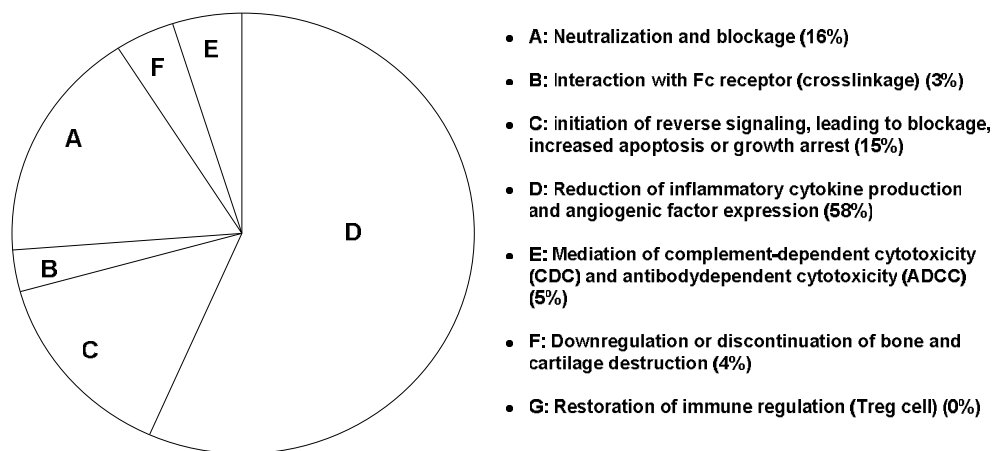 E
F
A
D
B
C
• A: Neutralization and blockage (16%)
• B: Interaction with Fc receptor (crosslinkage) (3%)
• C: initiation of reverse signaling, leading to blockage,
increased apoptosis or growth arrest (15%)
• D: Reduction of inflammatory cytokine production
and angiogenic factor expression (58%)
• E: Mediation of complement-dependent cytotoxicity
(CDC) and antibodydependent cytotoxicity (ADCC)
(5%)
• F: Downregulation or discontinuation of bone and
cartilage destruction (4%)
• G: Restoration of immune regulation (Treg cell) (0%)